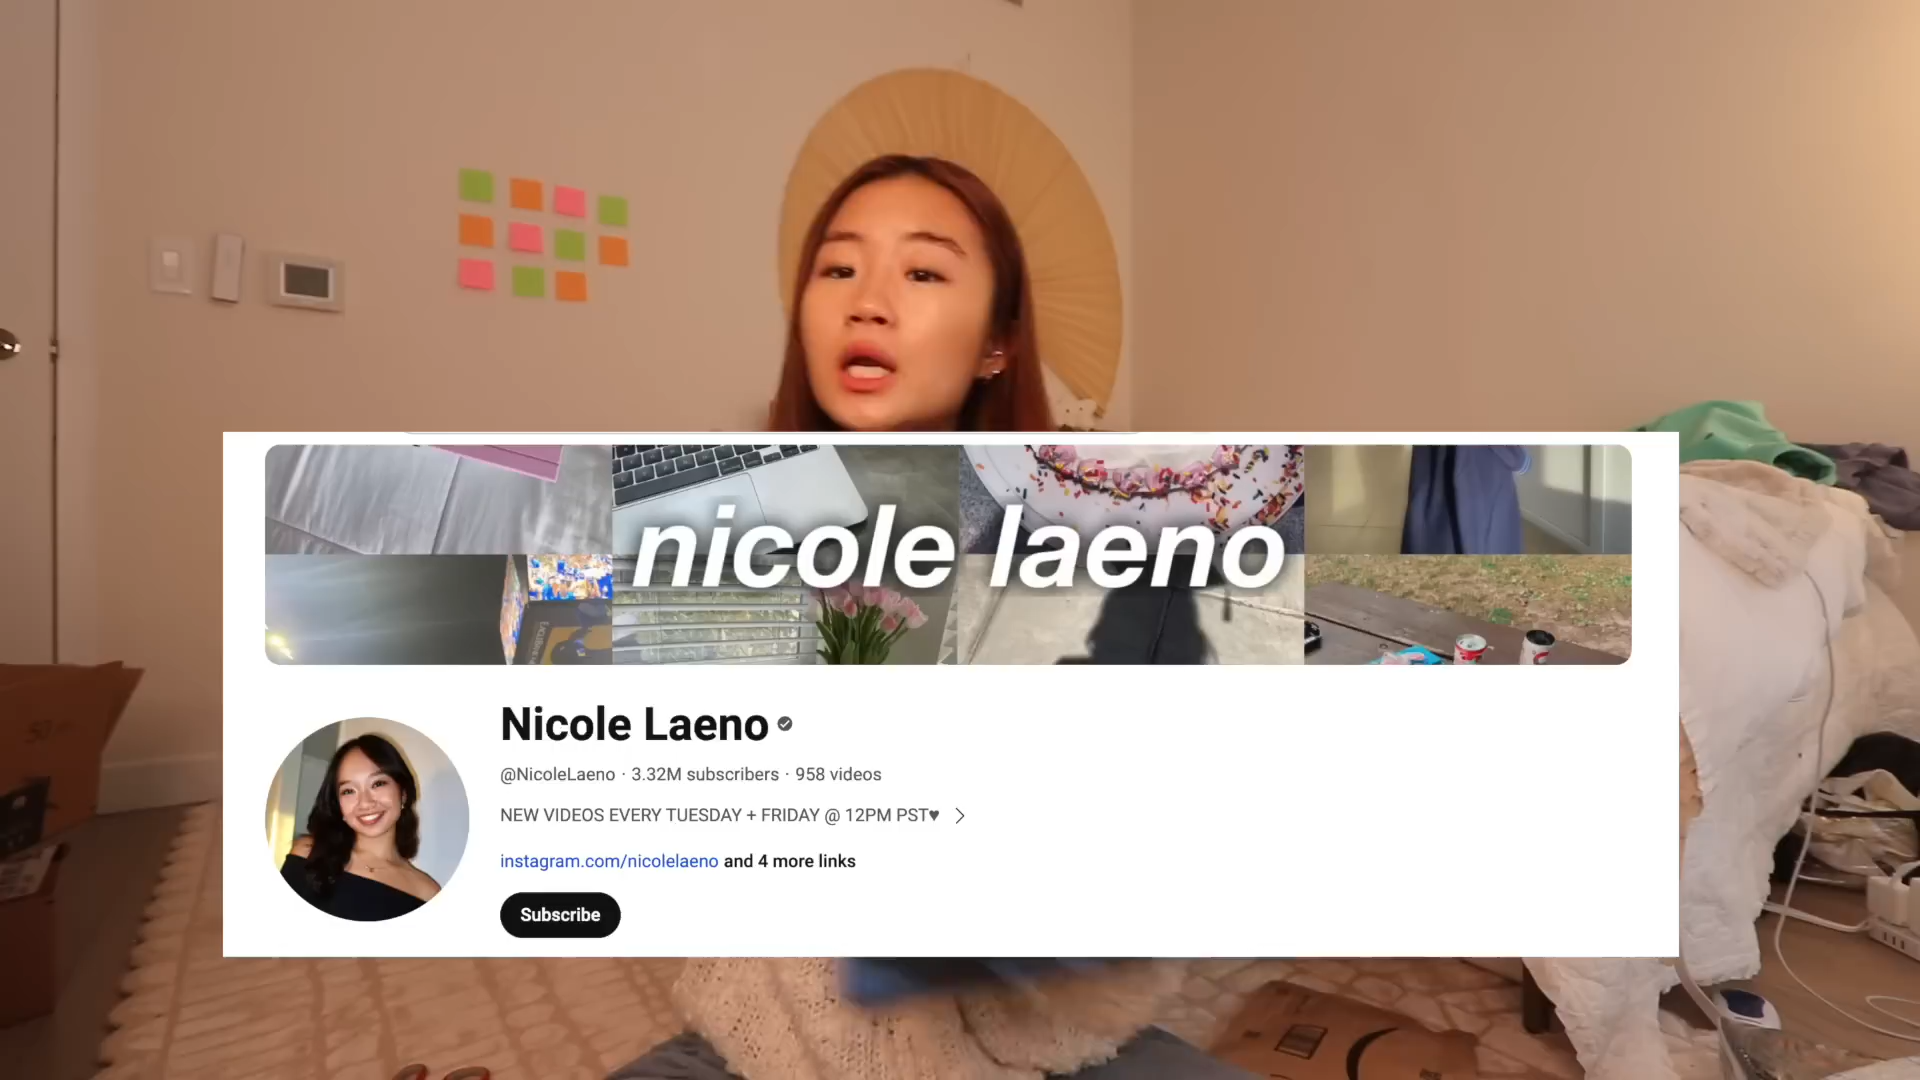 nicole laeno
Nicole Laeno
@NicoleLaeno · 3.32M subscribers · 958 videos
NEW VIDEOS EVERY TUESDAY + FRIDAY @ 12PM PST♥
instagram.com/nicolelaeno and 4 more links
Subscribe